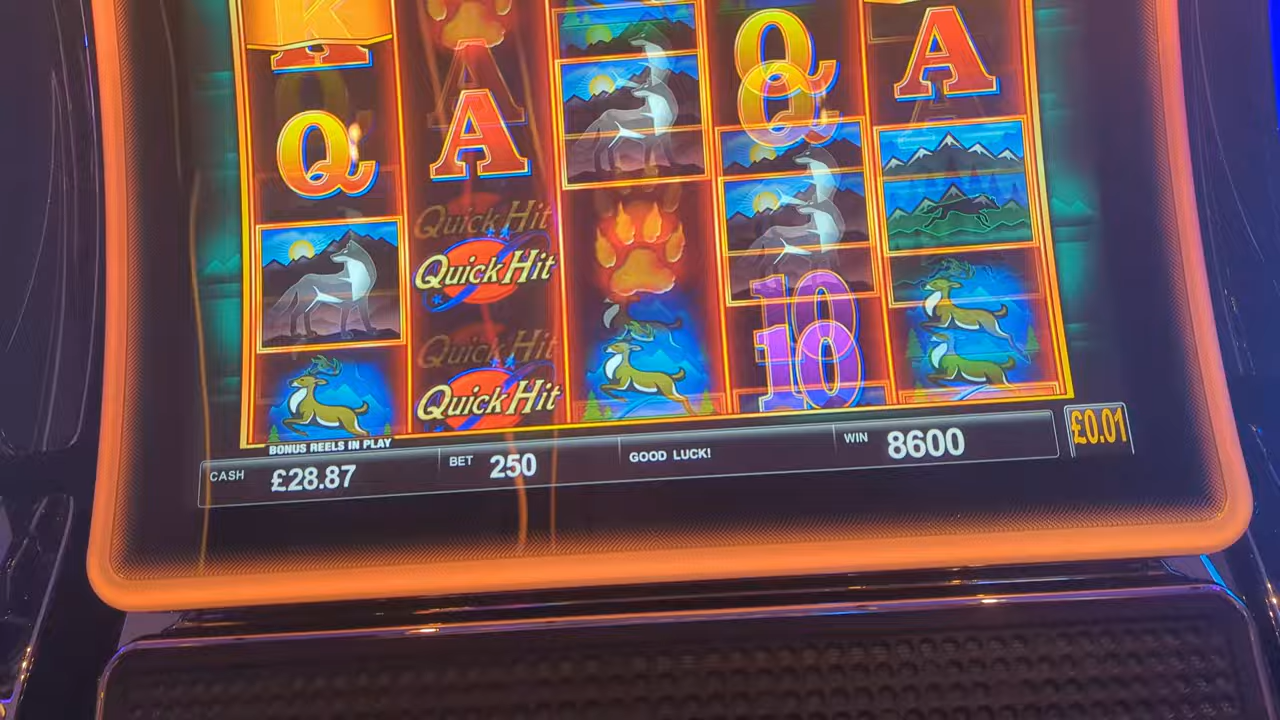 K
Q
A
Q
Q
A
Quick Hit
Quick Hit
Quick Hit
Quick Hit
10
10
BONUS REELS IN PLAY
CASH £28.87 BET 250 GOOD LUCK! WIN 8600 £0.01